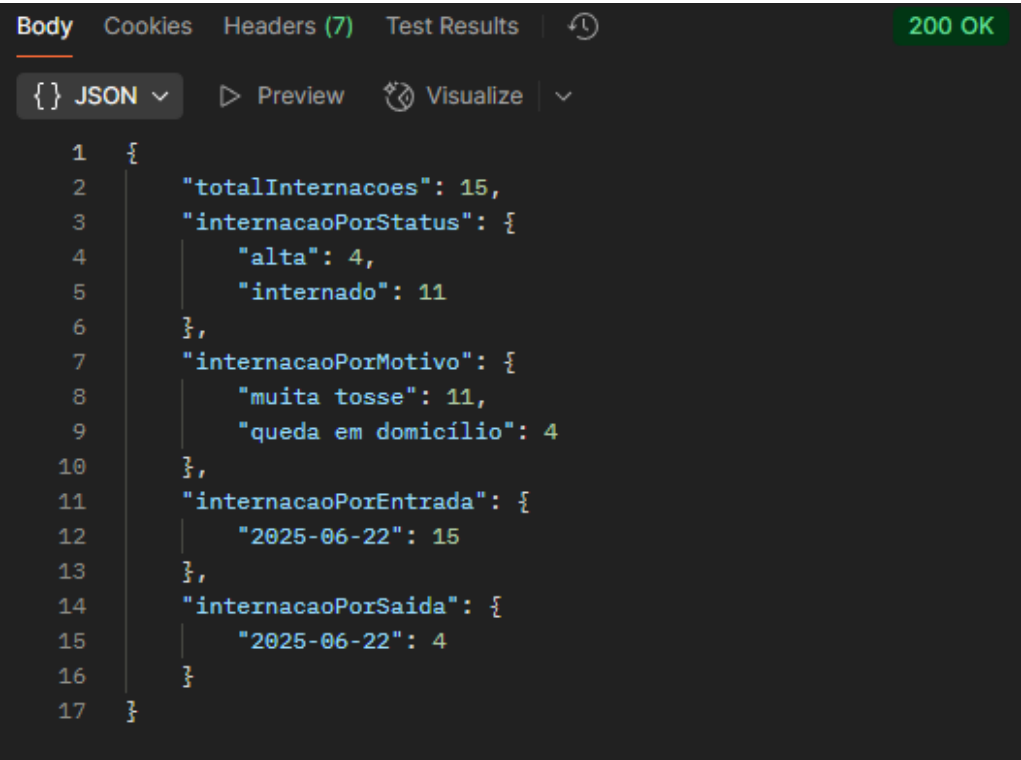 Body Cookies Headers (7) Test Results 200 OK
{} JSON Preview Visualize
1 {
2 "totalInternacoes": 15,
3 "internacaoPorStatus": {
4 "alta": 4,
5 "internado": 11
6 },
7 "internacaoPorMotivo": {
8 "muita tosse": 11,
9 "queda em domicílio": 4
10 },
11 "internacaoPorEntrada": {
12 "2025-06-22": 15
13 },
14 "internacaoPorSaida": {
15 "2025-06-22": 4
16 }
17 }